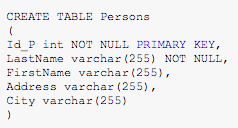 CREATE TABLE Persons
(
Id_P int NOT NULL PRIMARY KEY,
LastName varchar(255) NOT NULL,
FirstName varchar(255),
Address varchar(255),
City varchar(255)
)